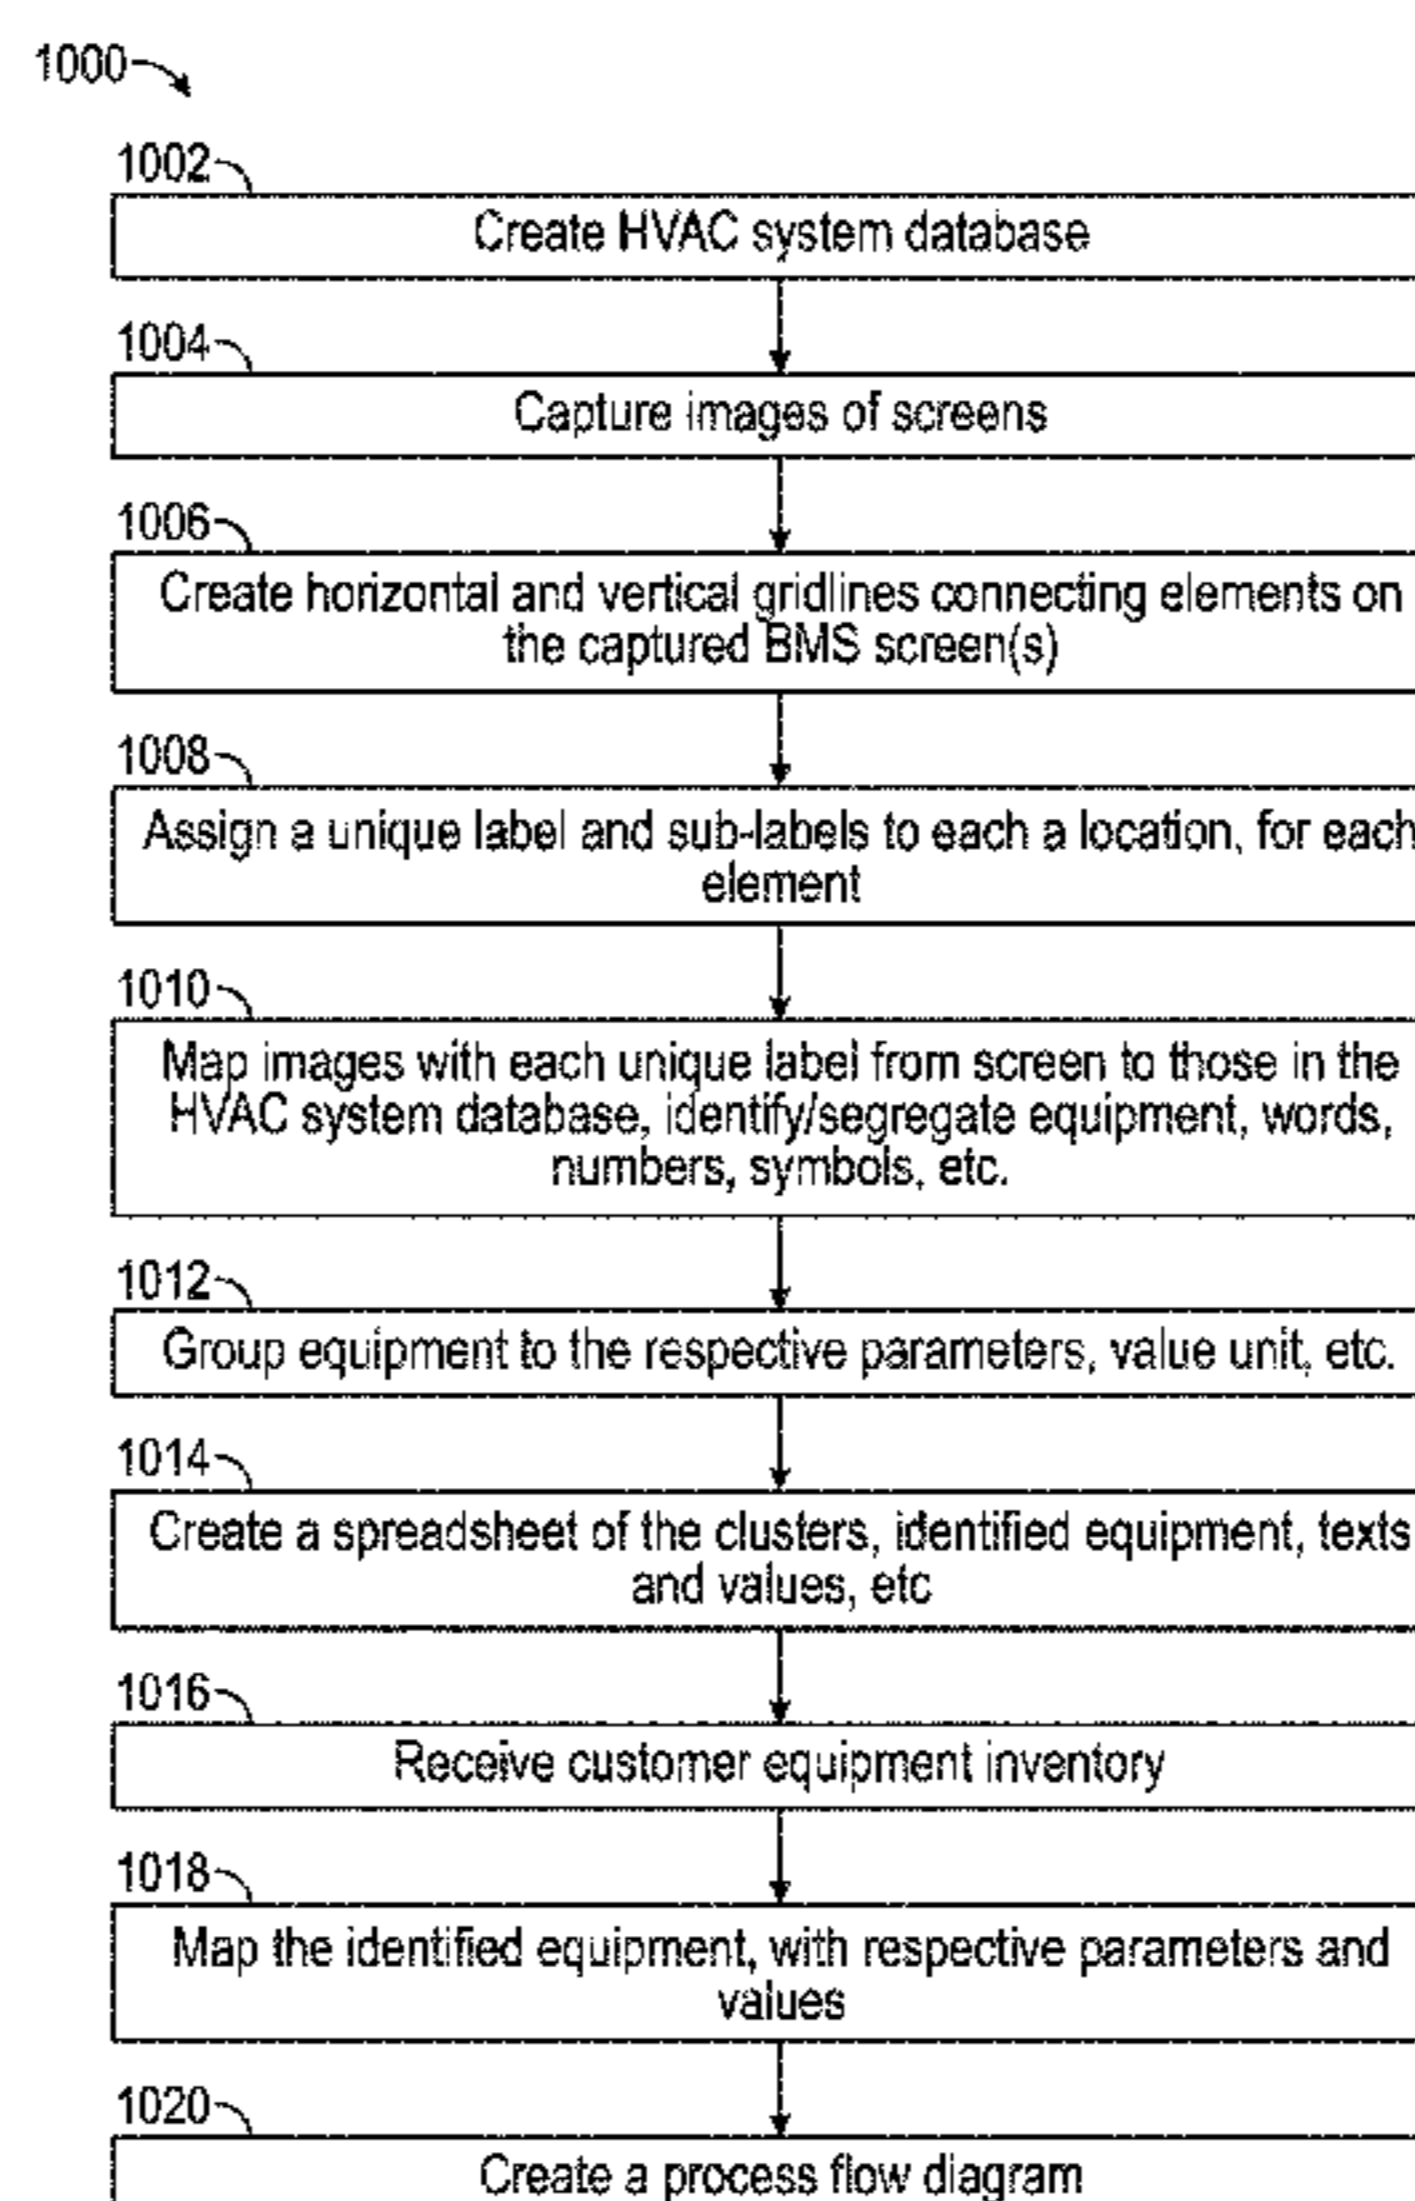 1000
1002
Create HVAC system database
1004
Capture images of screens
1006
Create horizontal and vertical gridlines connecting elements on
the captured BMS screen(s)
1008
Assign a unique label and sub-labels to each a location, for each
element
1010
Map images with each unique label from screen to those in the
HVAC system database, identify/segregate equipment, words,
numbers, symbols, etc.
1012
Group equipment to the respective parameters, value unit, etc.
1014
Create a spreadsheet of the clusters, identified equipment, texts
and values, etc
1016
Receive customer equipment inventory
1018
Map the identified equipment, with respective parameters and
values
1020
Create a process flow diagram